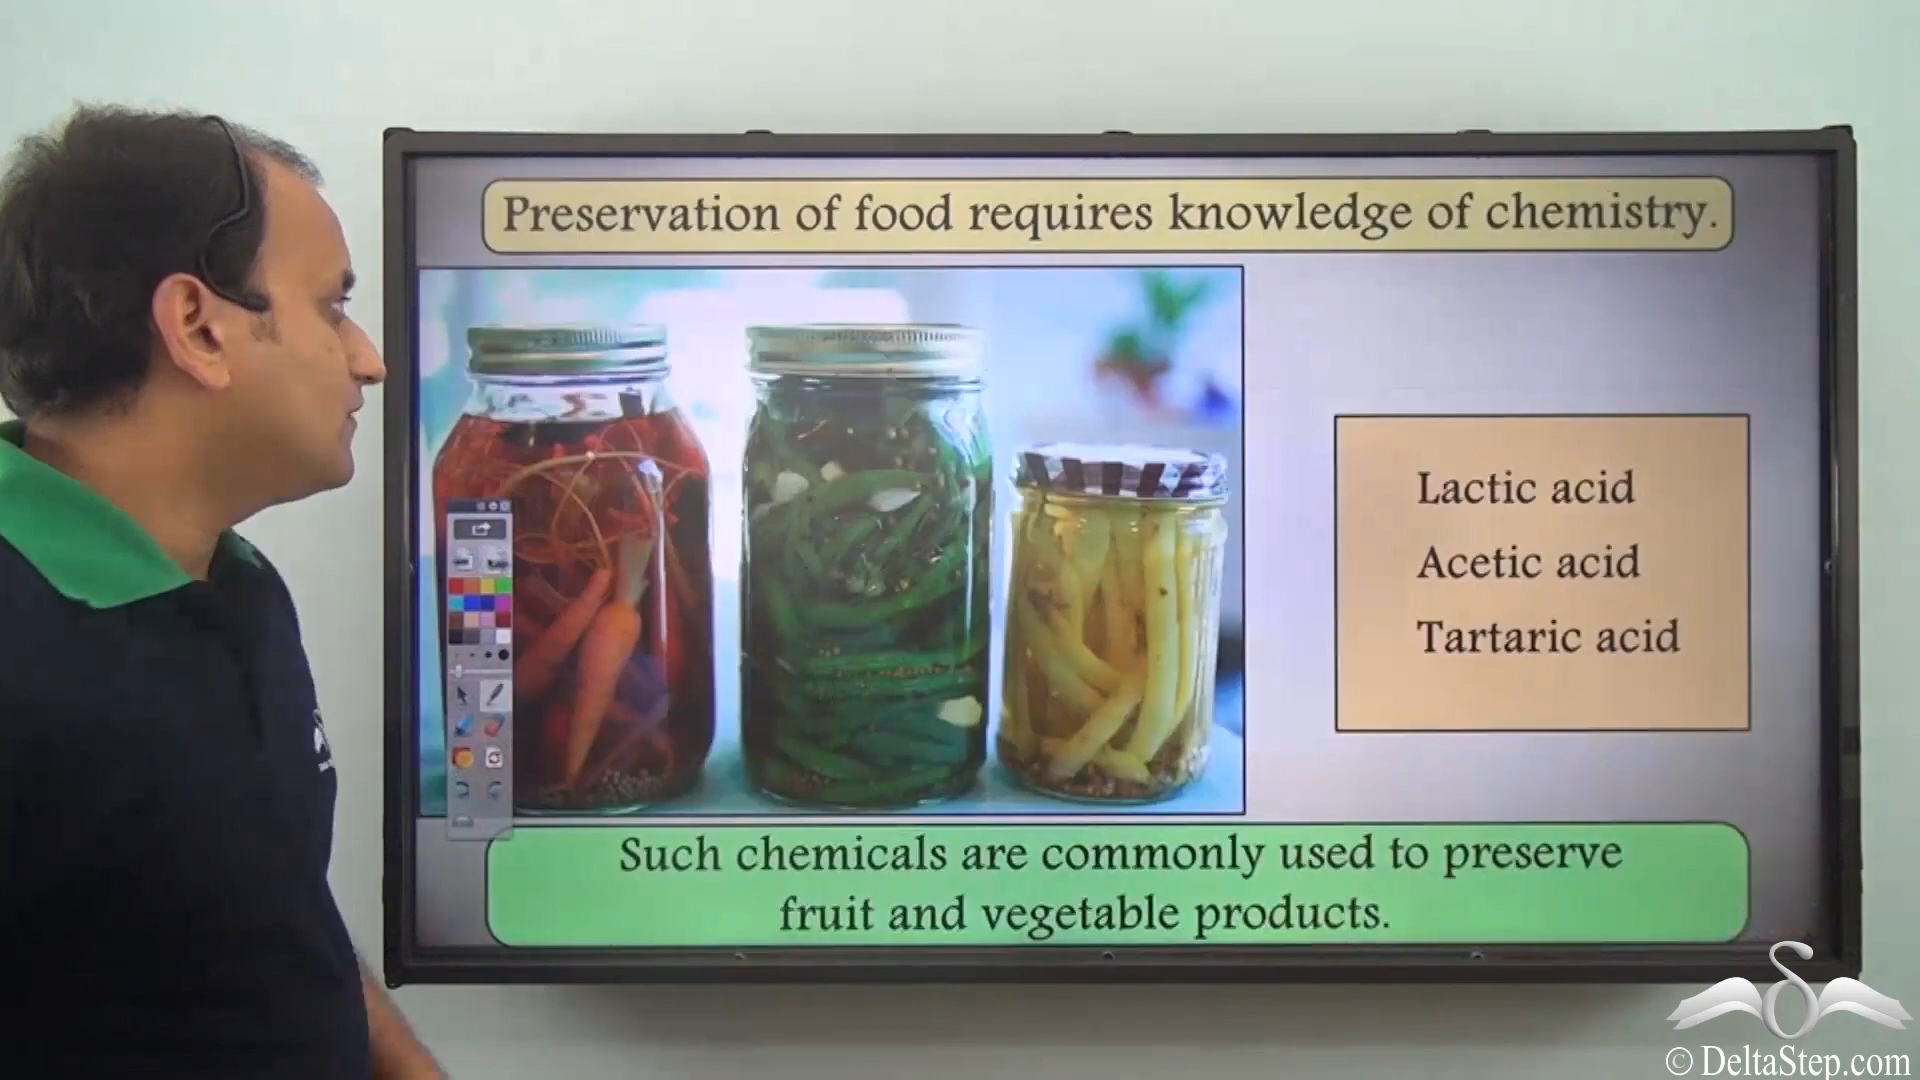 Preservation of food requires knowledge of chemistry.
Lactic acid
Acetic acid
Tartaric acid
Such chemicals are commonly used to preserve
fruit and vegetable products.
© DeltaStep.com